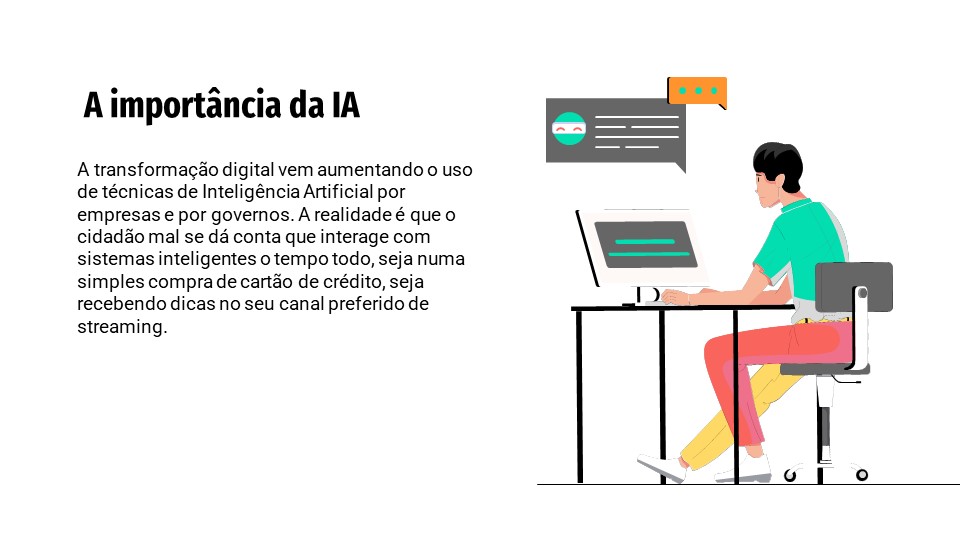 A importância da IA
A transformação digital vem aumentando o uso
de técnicas de Inteligência Artificial por
empresas e por governos. A realidade é que o
cidadão mal se dá conta que interage com
sistemas inteligentes o tempo todo, seja numa
simples compra de cartão de crédito, seja
recebendo dicas no seu canal preferido de
streaming.